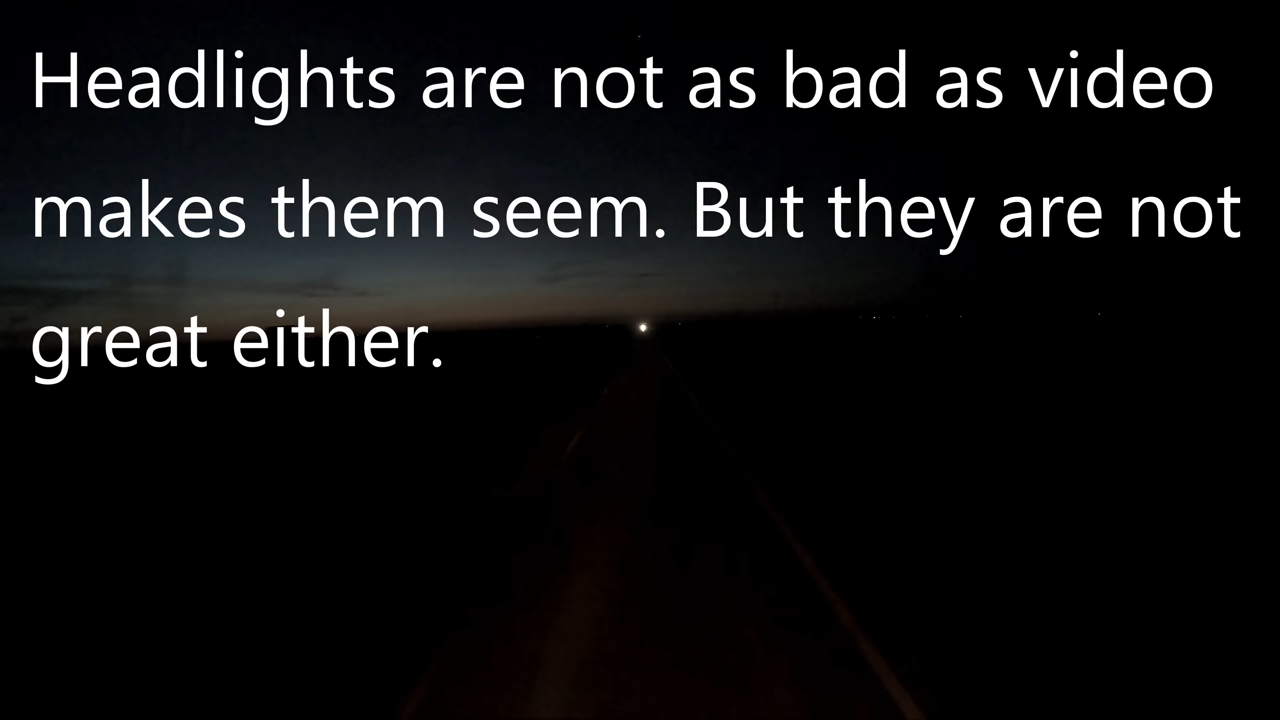 Headlights are not as bad as video
makes them seem. But they are not
great either.